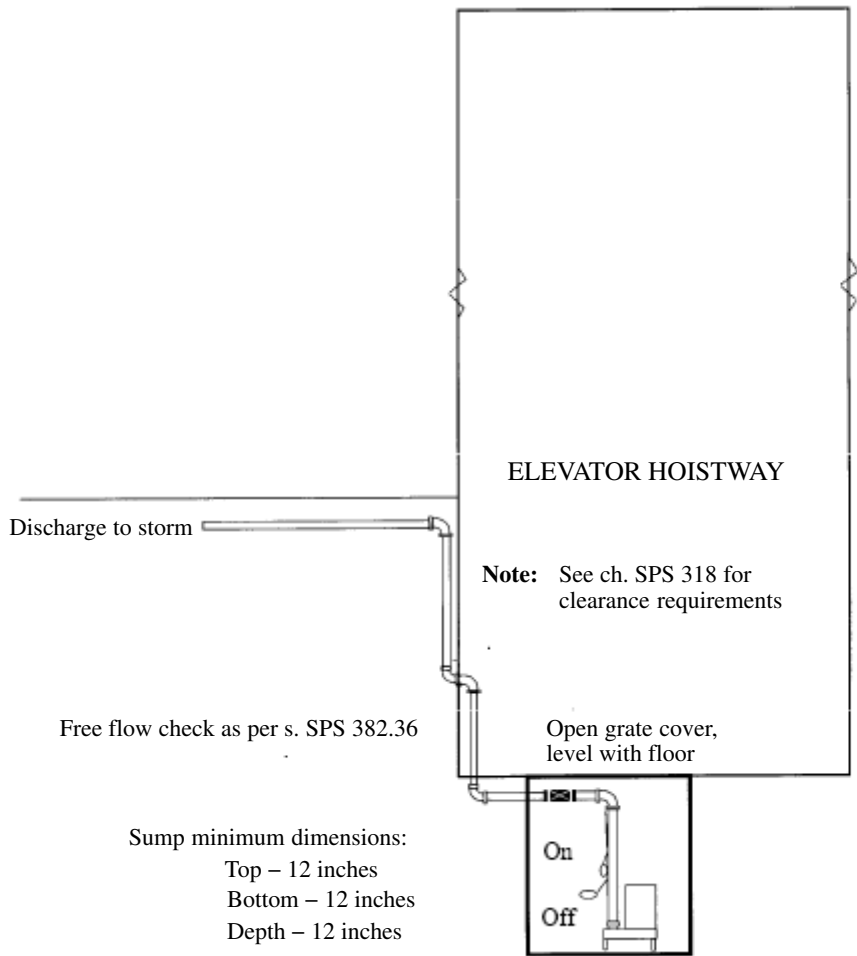 ELEVATOR HOISTWAY
Discharge to storm
Note: See ch. SPS 318 for
clearance requirements
Free flow check as per s. SPS 382.36
Open grate cover,
level with floor
Sump minimum dimensions:
Top − 12 inches
Bottom − 12 inches
Depth − 12 inches
On
Off